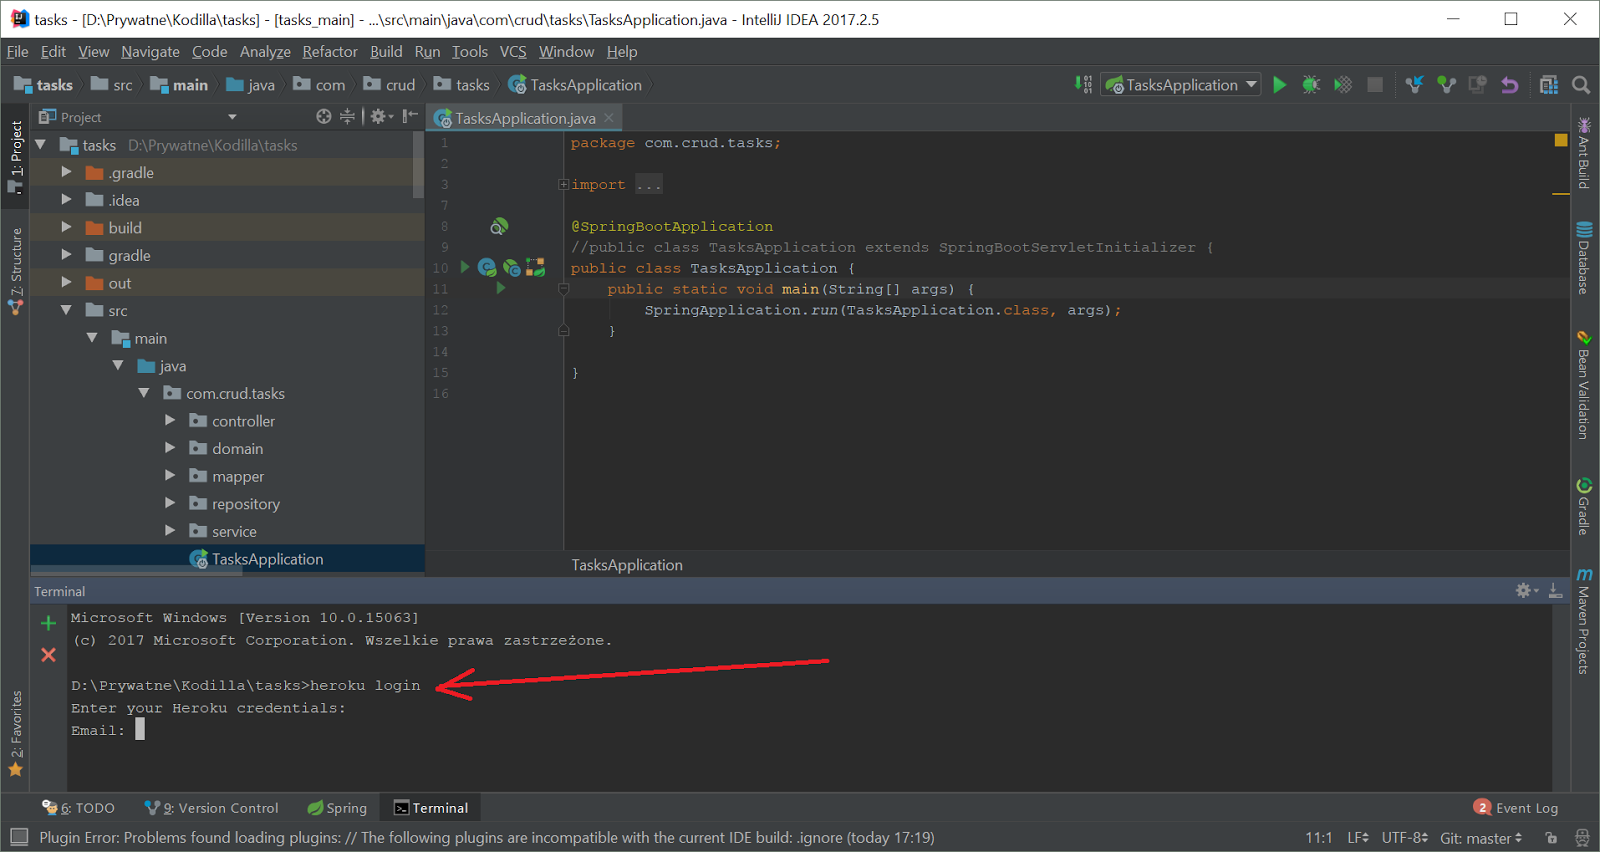 tasks - [D:\Prywatne\Kodilla\tasks] - [tasks_main] - ...\src\main\java\com\crud\tasks\TasksApplication.java - IntelliJ IDEA 2017.2.5
File Edit View Navigate Code Analyze Refactor Build Run Tools VCS Window Help
tasks src main java com crud tasks TasksApplication
TasksApplication
Project
TasksApplication.java
1: Project
7: Structure
2: Favorites
tasks D:\Prywatne\Kodilla\tasks
.gradle
.idea
build
gradle
out
src
main
java
com.crud.tasks
controller
domain
mapper
repository
service
TasksApplication
1 package com.crud.tasks;
2
3 import ...
7
8 @SpringBootApplication
9 //public class TasksApplication extends SpringBootServletInitializer {
10 public class TasksApplication {
11 public static void main(String[] args) {
12 SpringApplication.run(TasksApplication.class, args);
13 }
14
15 }
16
TasksApplication
Ant Build
Database
Bean Validation
Gradle
Maven Projects
Terminal
Microsoft Windows [Version 10.0.15063]
(c) 2017 Microsoft Corporation. Wszelkie prawa zastrzeżone.
D:\Prywatne\Kodilla\tasks>heroku login
Enter your Heroku credentials:
Email:
6: TODO 9: Version Control Spring Terminal
2 Event Log
Plugin Error: Problems found loading plugins: // The following plugins are incompatible with the current IDE build: .ignore (today 17:19)
11:1 LF UTF-8 Git: master